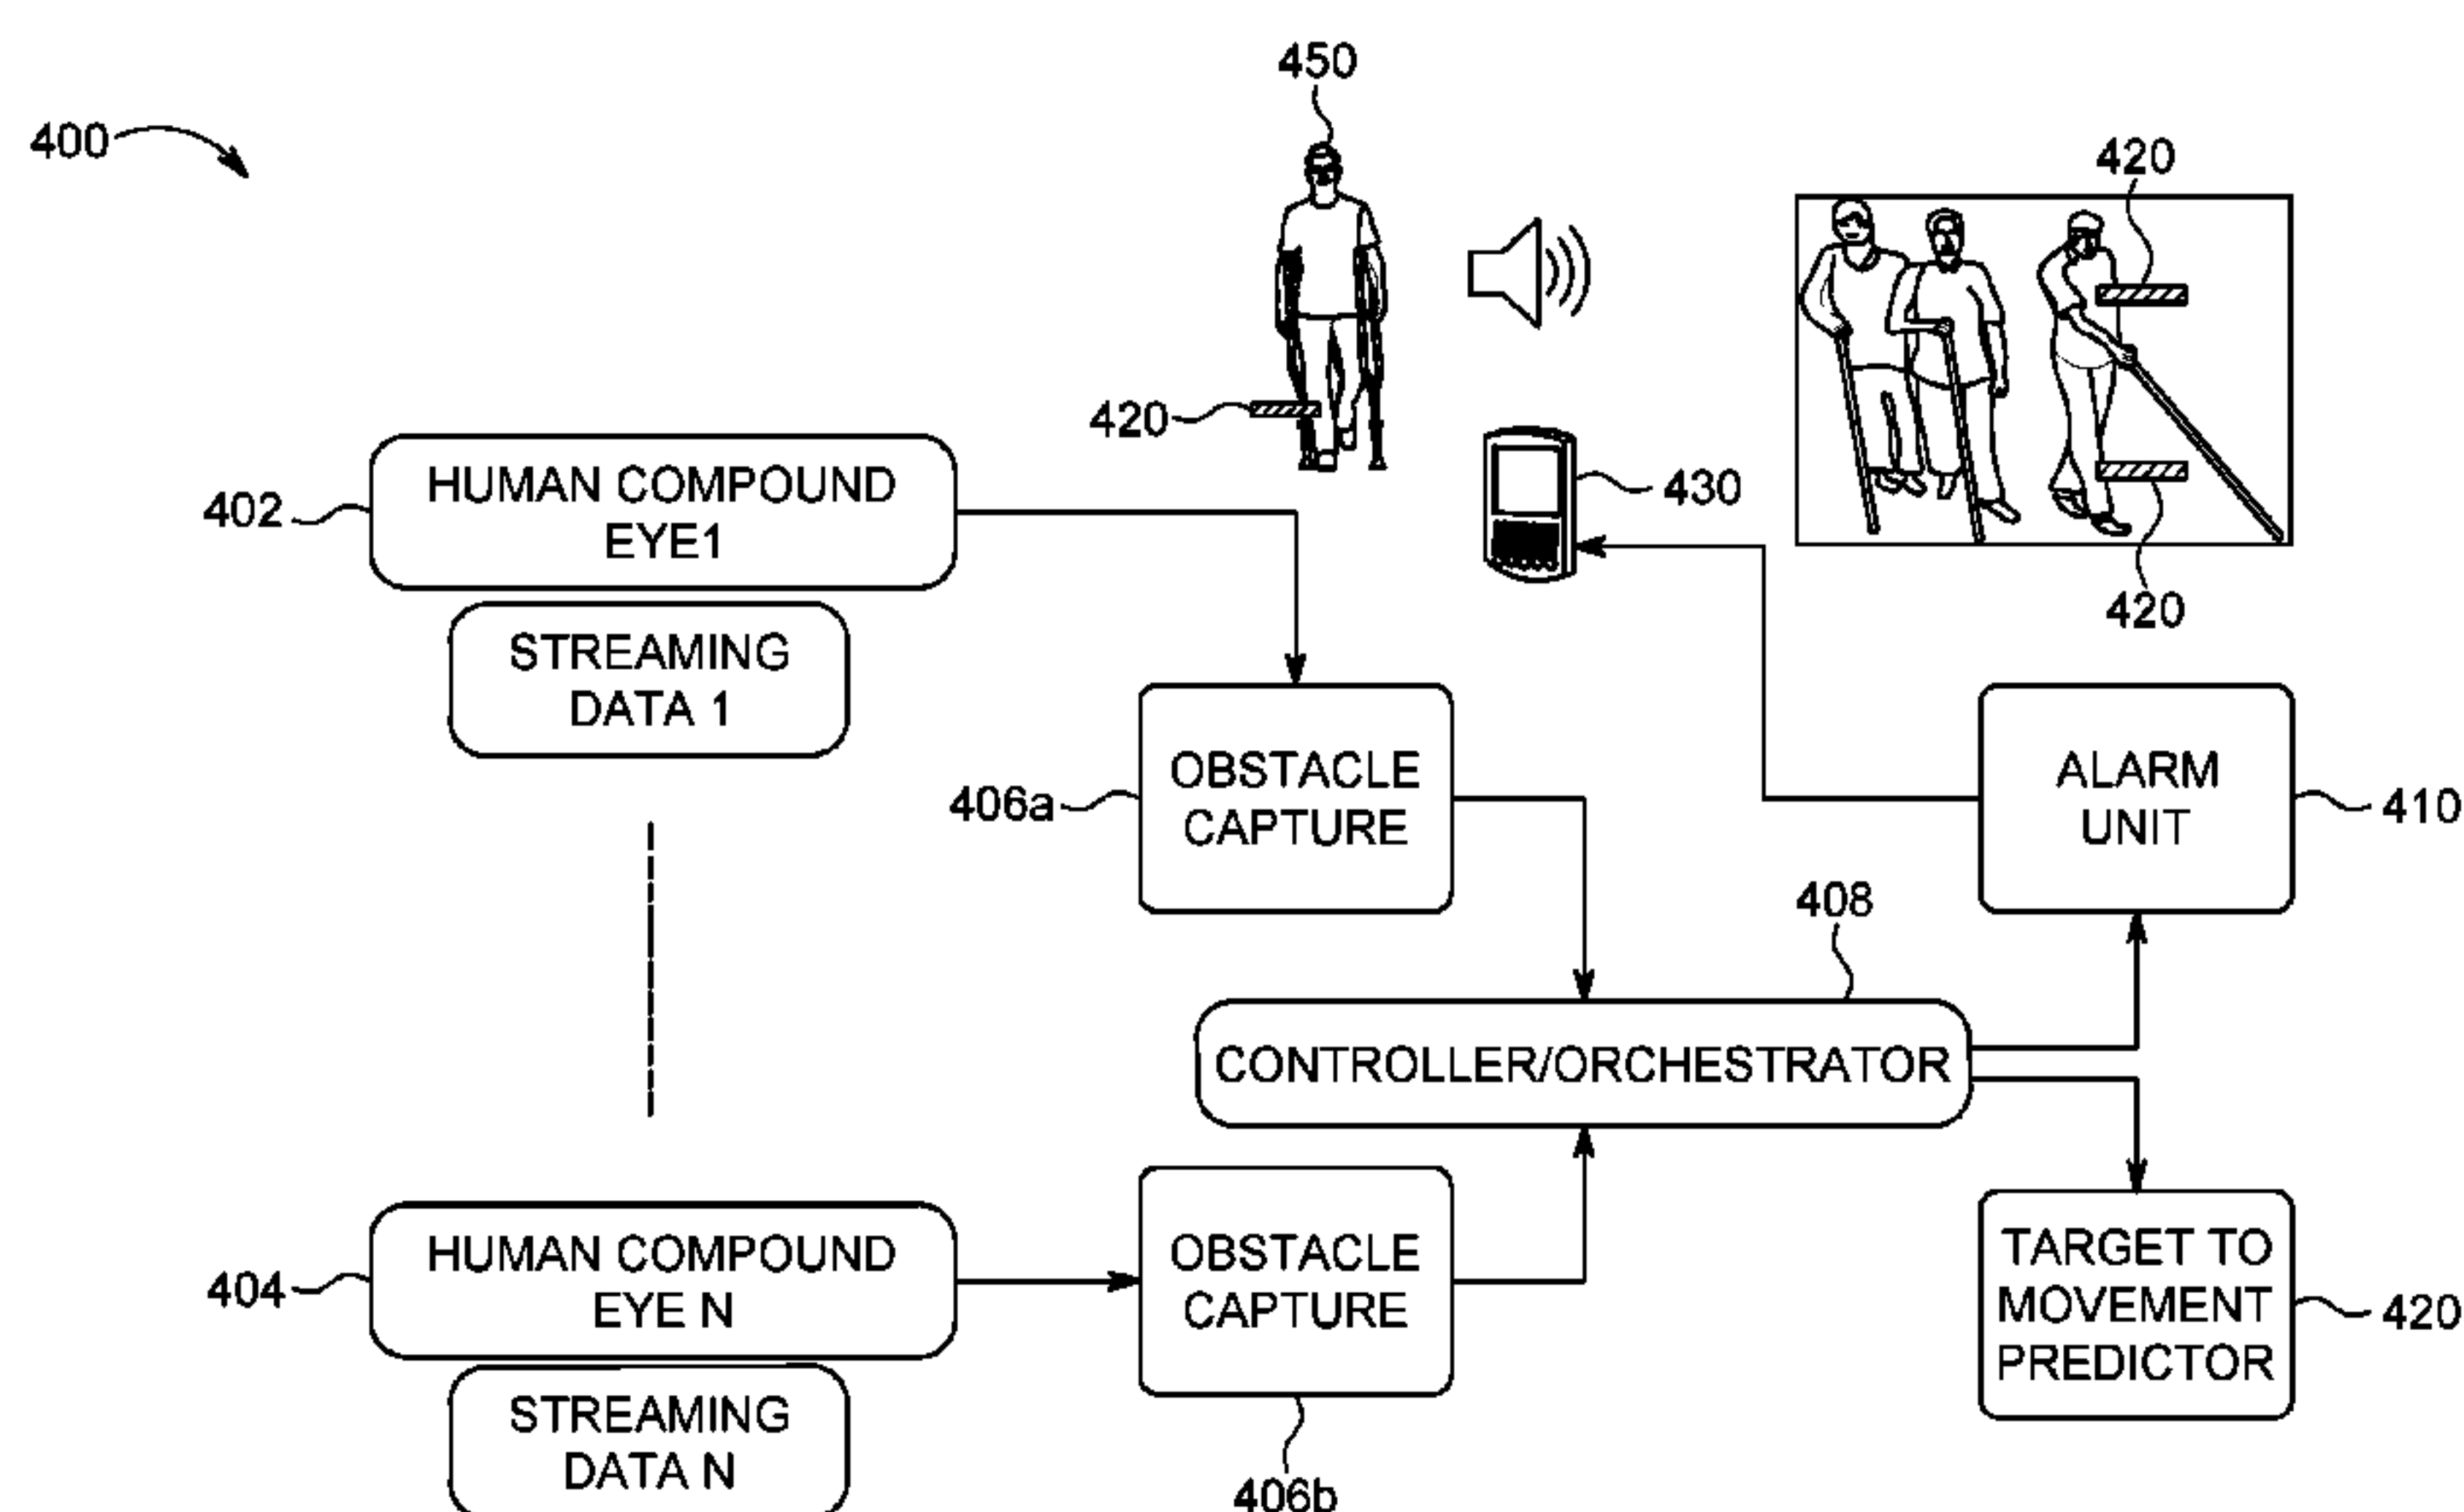 450
400
420
420
HUMAN COMPOUND
EYE1
402
430
420
420
STREAMING
DATA 1
OBSTACLE
CAPTURE
406a
ALARM
UNIT
410
408
CONTROLLER/ORCHESTRATOR
HUMAN COMPOUND
EYE N
404
OBSTACLE
CAPTURE
TARGET TO
MOVEMENT
PREDICTOR
420
STREAMING
DATA N
406b